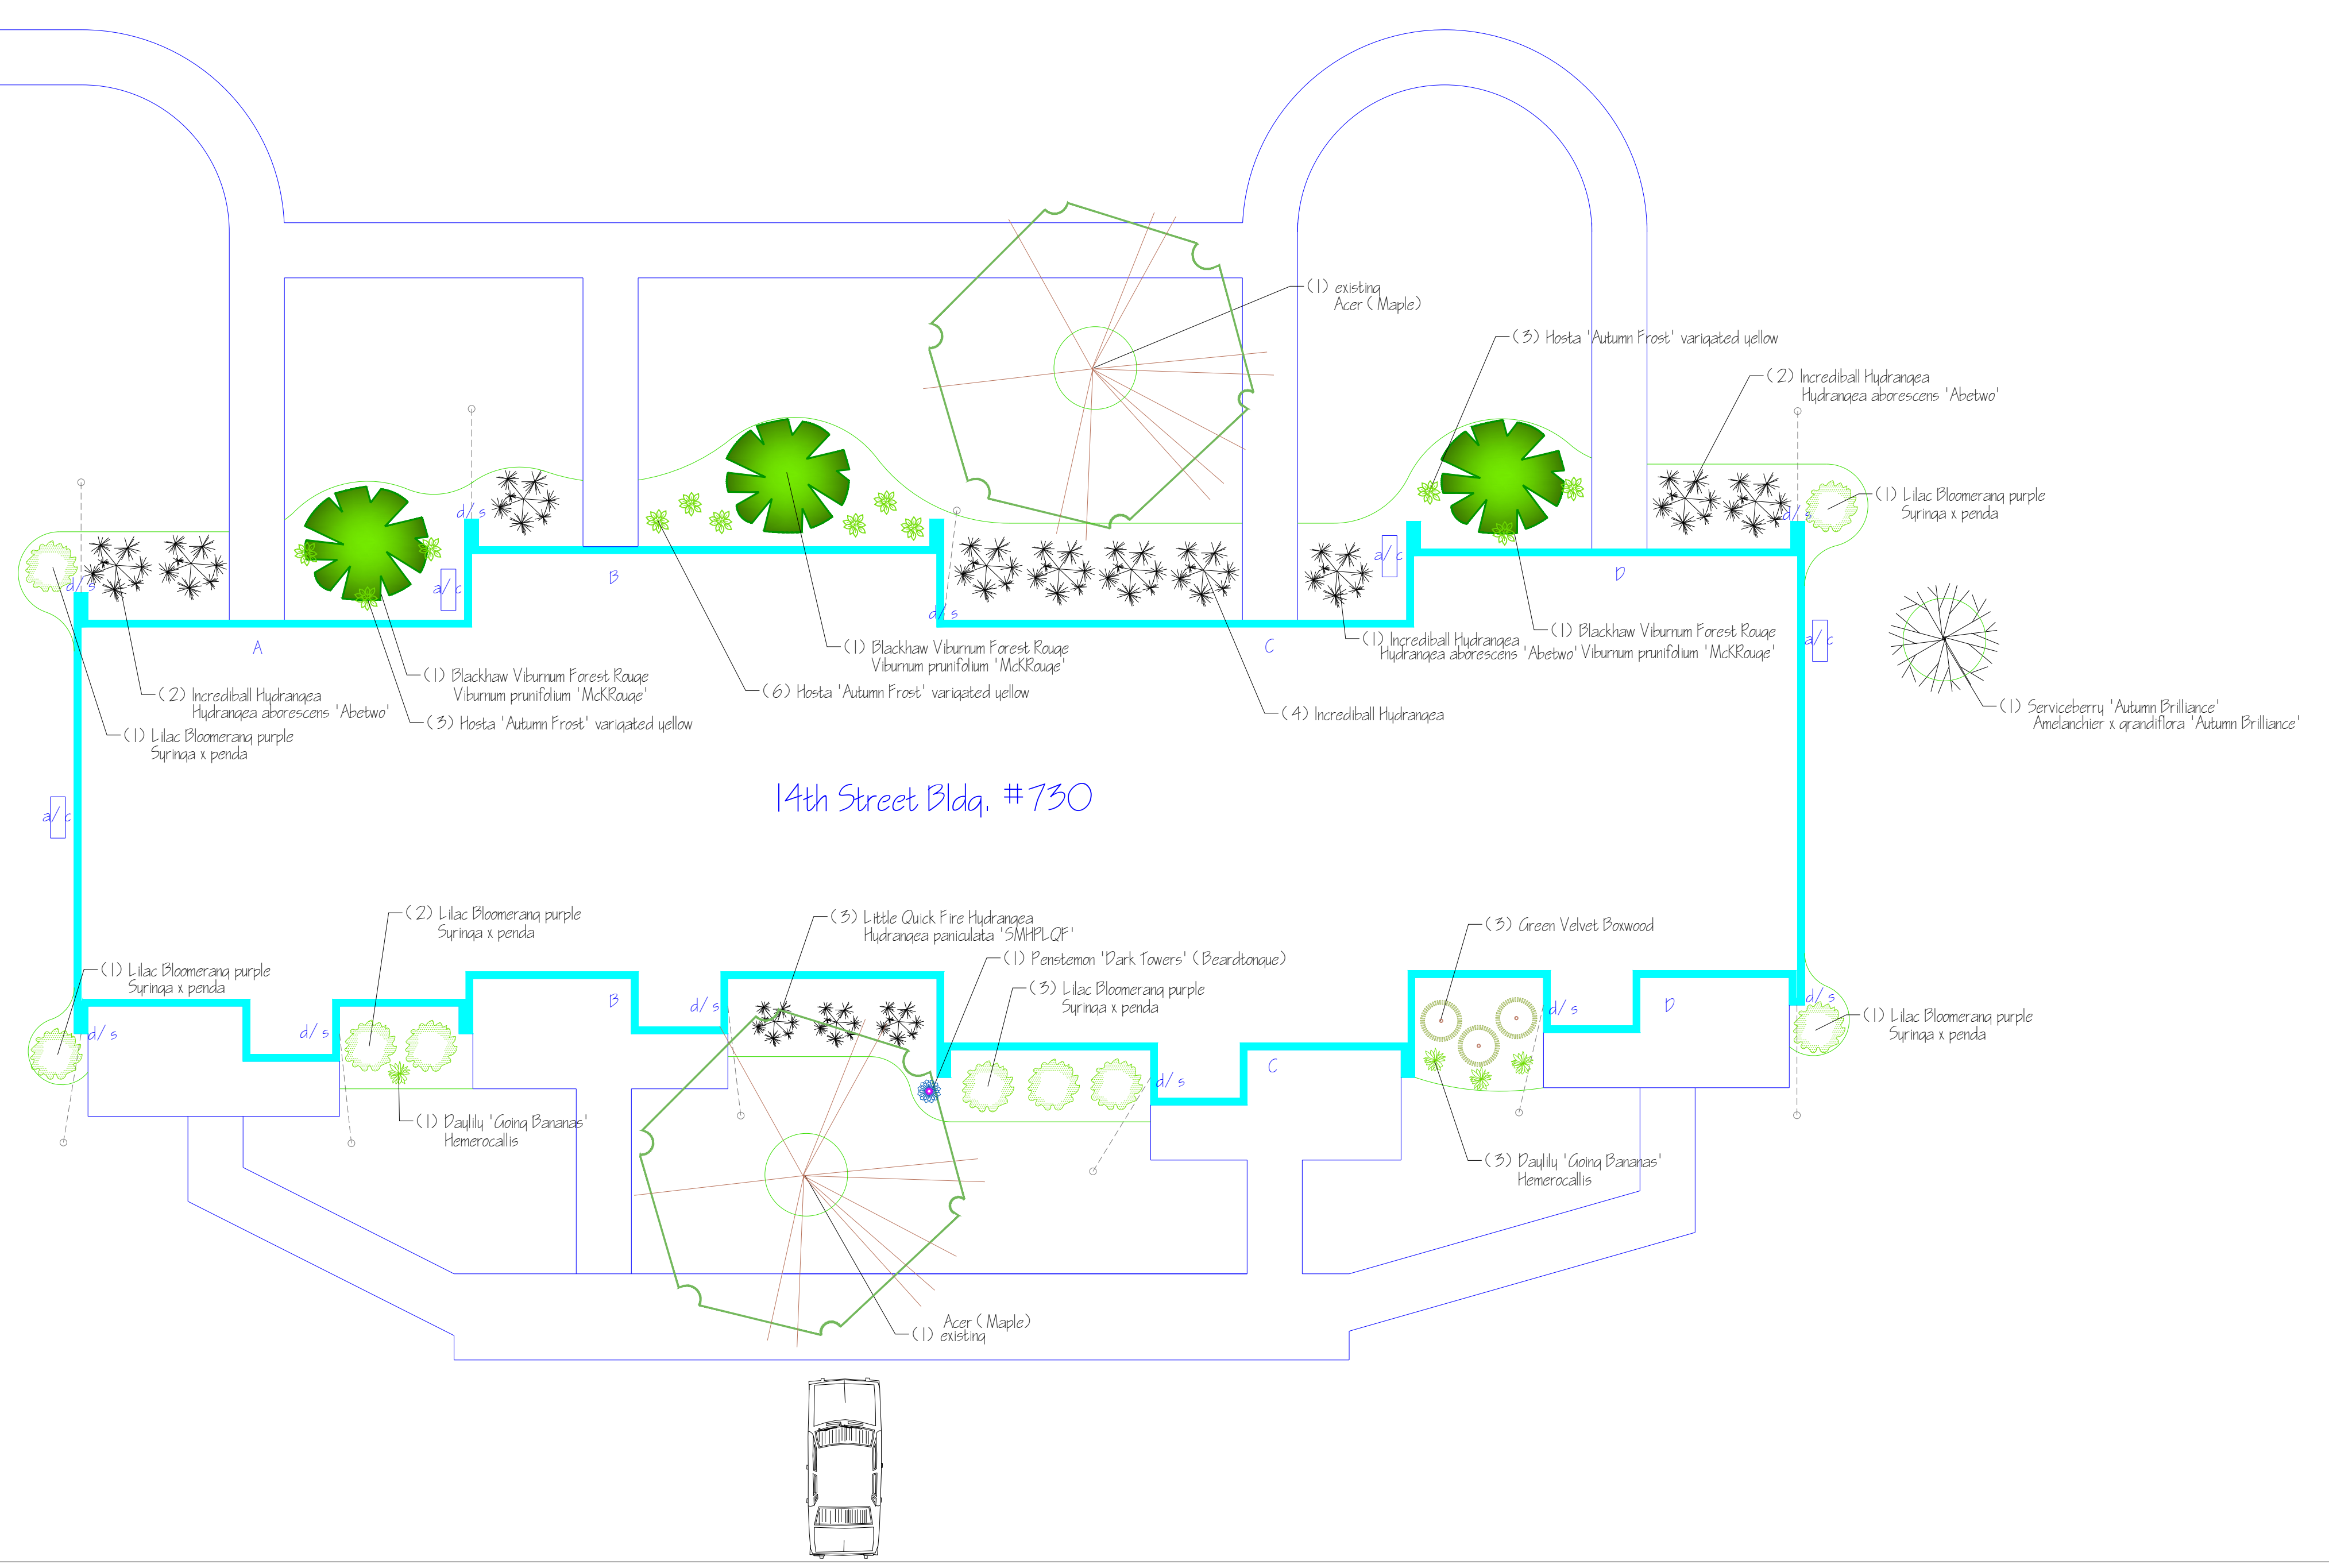 (1) existing
Acer (Maple)
(3) Hosta 'Autumn Frost' varigated yellow
(2) Incrediball Hydrangea
Hydrangea aborescens 'Abetwo'
(1) Lilac Bloomerang purple
Syringa x penda
d/s
d/s
d/s
a/c
a/c
d/s
B
D
A
C
a/c
(1) Incrediball Hydrangea
Hydrangea aborescens 'Abetwo'
(1) Blackhaw Viburnum Forest Rouge
Viburnum prunifolium 'McKRouge'
(1) Blackhaw Viburnum Forest Rouge
Viburnum prunifolium 'McKRouge'
(1) Blackhaw Viburnum Forest Rouge
Viburnum prunifolium 'McKRouge'
(6) Hosta 'Autumn Frost' varigated yellow
(2) Incrediball Hydrangea
Hydrangea aborescens 'Abetwo'
(3) Hosta 'Autumn Frost' varigated yellow
(4) Incrediball Hydrangea
(1) Serviceberry 'Autumn Brilliance'
Amelanchier x grandiflora 'Autumn Brilliance'
(1) Lilac Bloomerang purple
Syringa x penda
14th Street Bldg. #730
a/c
(2) Lilac Bloomerang purple
Syringa x penda
(3) Little Quick Fire Hydrangea
Hydrangea paniculata 'SMHPLQF'
(3) Green Velvet Boxwood
(1) Penstemon 'Dark Towers' (Beardtongue)
(1) Lilac Bloomerang purple
Syringa x penda
(3) Lilac Bloomerang purple
Syringa x penda
B
D
d/s
d/s
d/s
d/s
d/s
C
d/s
(1) Lilac Bloomerang purple
Syringa x penda
(1) Daylily 'Going Bananas'
Hemerocallis
(3) Daylily 'Going Bananas'
Hemerocallis
Acer (Maple)
(1) existing